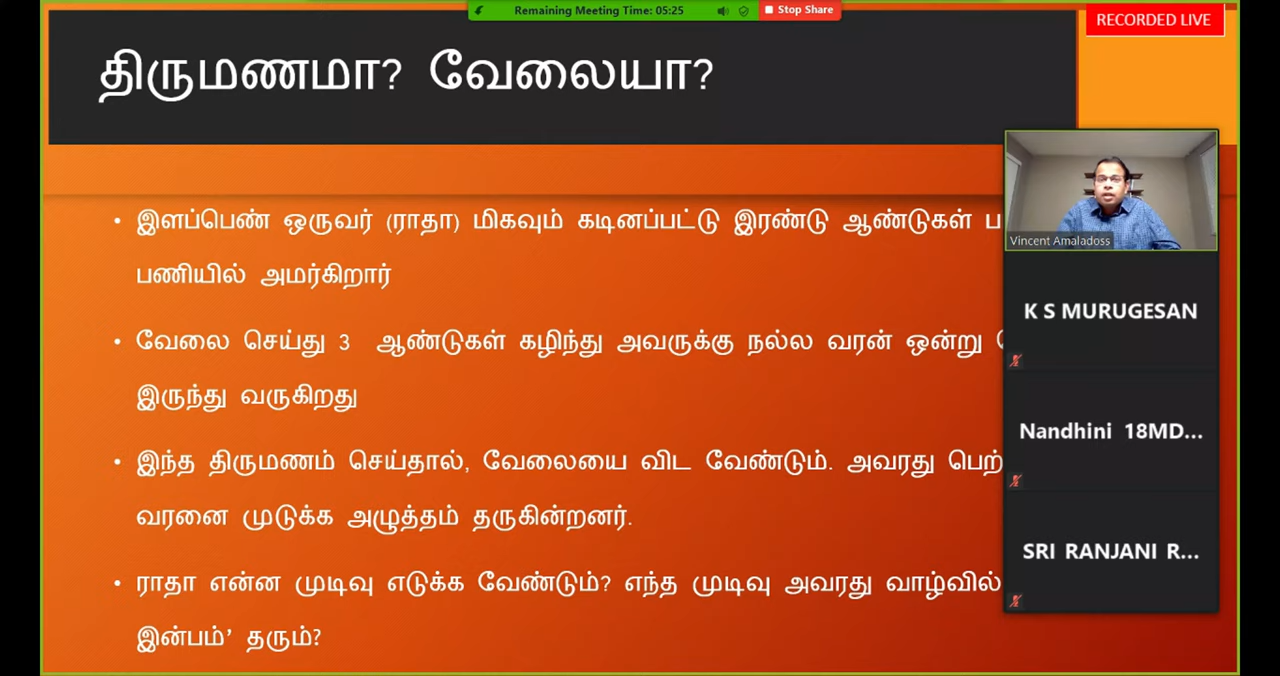 Remaining Meeting Time: 05:25 Stop Share
RECORDED LIVE
திருமணமா? வேலையா?
• இளப்பெண் ஒருவர் (ராதா) மிகவும் கடினப்பட்டு இரண்டு ஆண்டுகள்
பணியில் அமர்கிறார்
• வேலை செய்து 3 ஆண்டுகள் கழிந்து அவருக்கு நல்ல வரன் ஒன்று
இருந்து வருகிறது
• இந்த திருமணம் செய்தால், வேலையை விட வேண்டும். அவரது
வரனை முடுக்க அழுத்தம் தருகின்றனர்.
• ராதா என்ன முடிவு எடுக்க வேண்டும்? எந்த முடிவு அவரது வாழ்வில்
இன்பம்’ தரும்?
Vincent Amaladoss
K S MURUGESAN
Nandhini 18MD...
SRI RANJANI R...